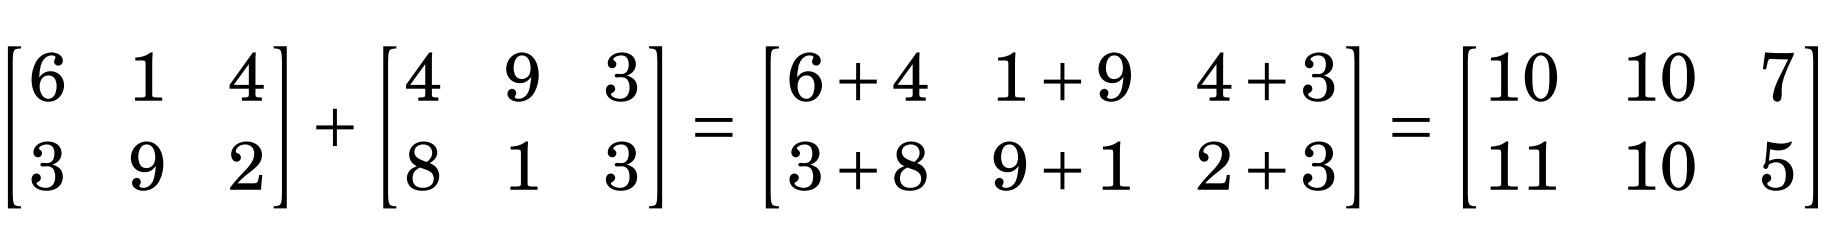 [6 1 4] + [4 9 3] = [6+4 1+9 4+3] = [10 10 7]
[3 9 2] [8 1 3] [3+8 9+1 2+3] [11 10 5]